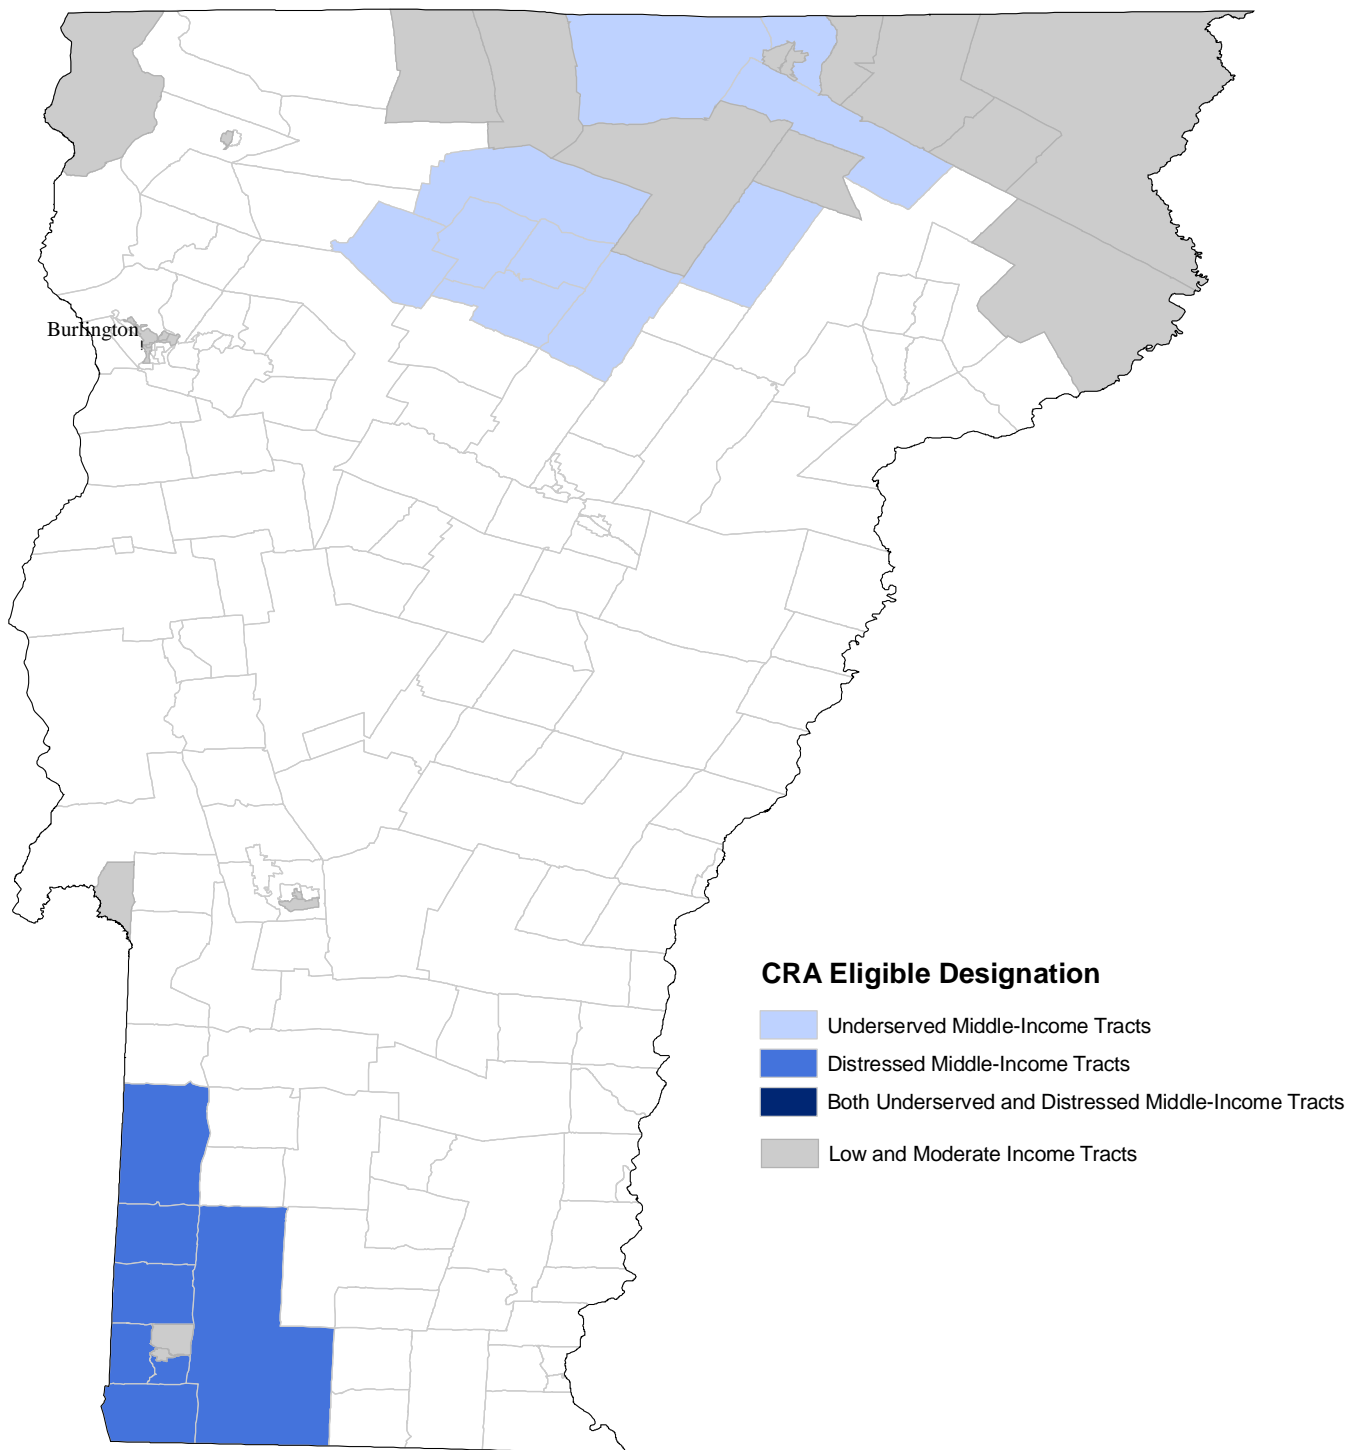 Burlington
CRA Eligible Designation
Underserved Middle-Income Tracts
Distressed Middle-Income Tracts
Both Underserved and Distressed Middle-Income Tracts
Low and Moderate Income Tracts